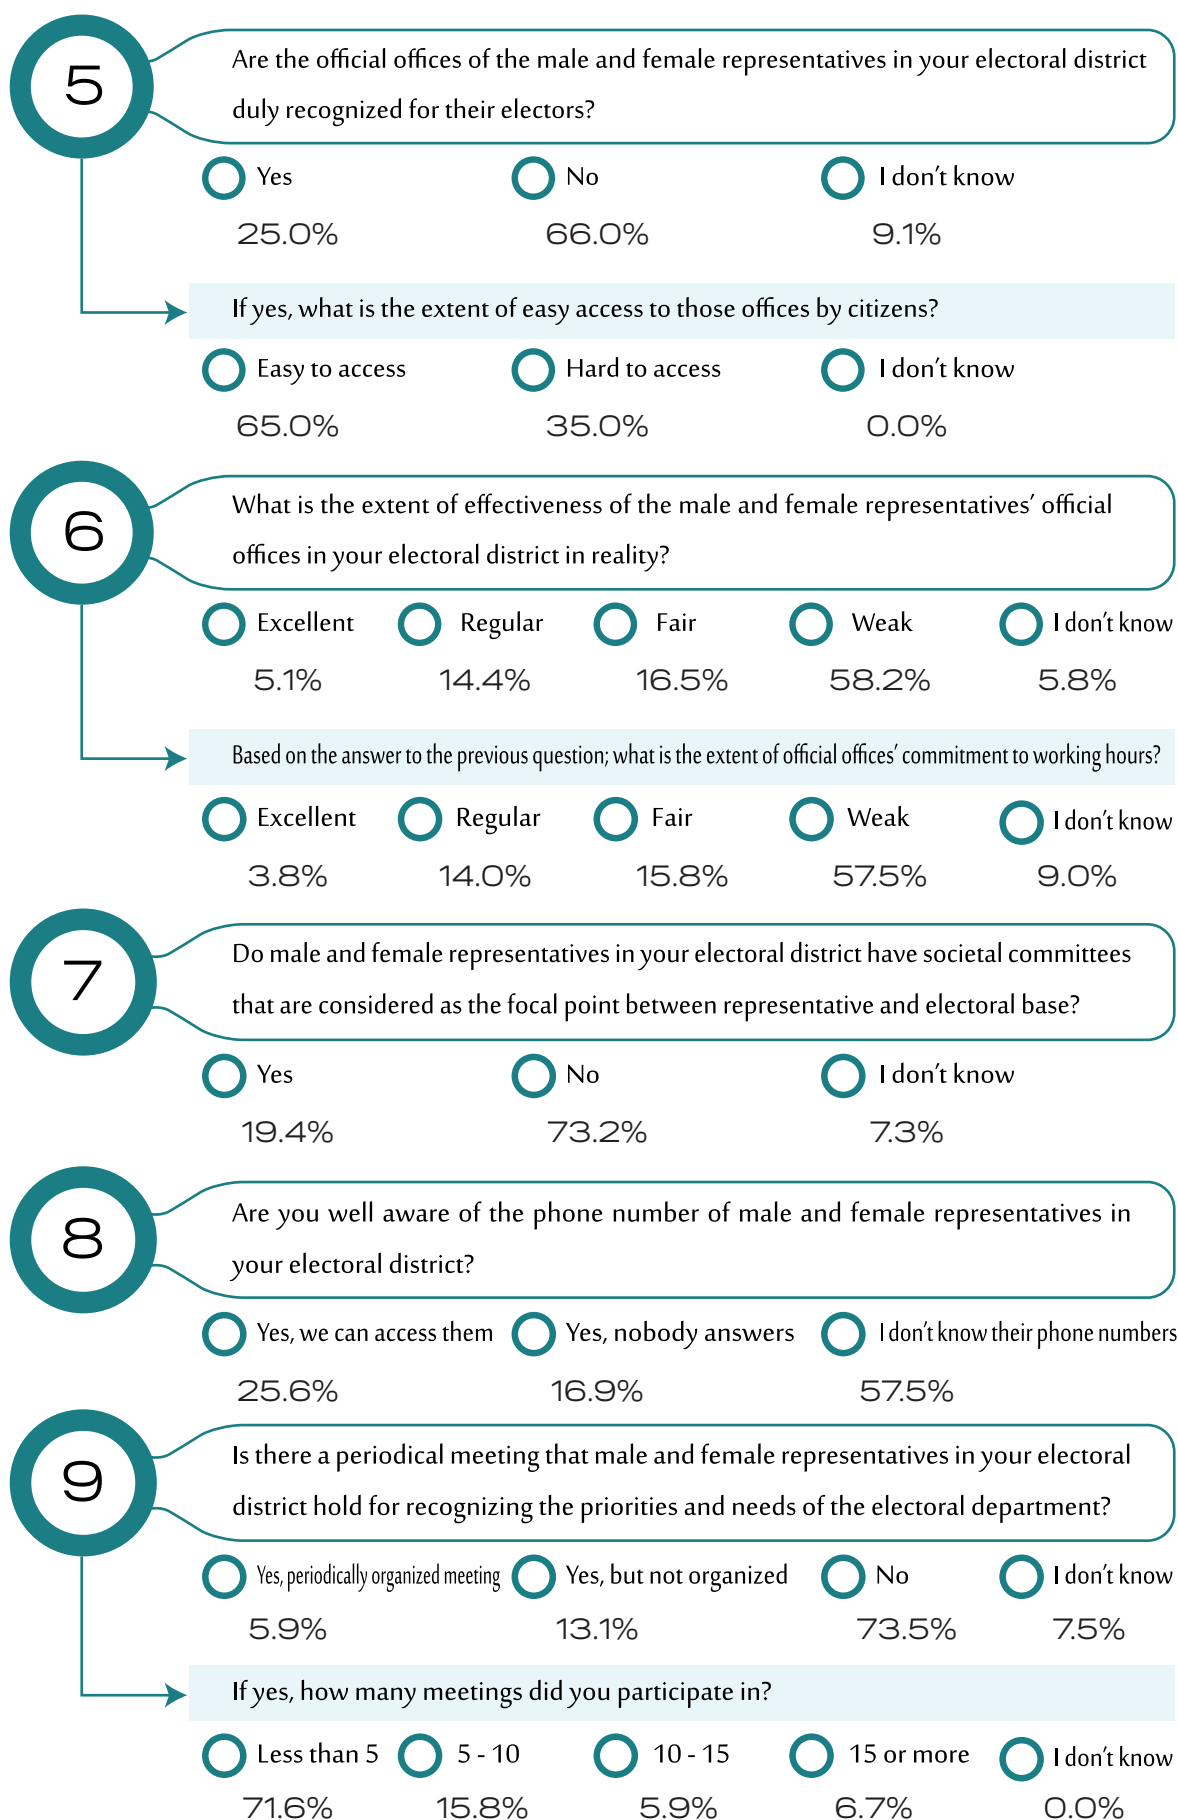 5
Are the official offices of the male and female representatives in your electoral district
duly recognized for their electors?
Yes No I don't know
25.0% 66.0% 9.1%
If yes, what is the extent of easy access to those offices by citizens?
Easy to access Hard to access I don't know
65.0% 35.0% 0.0%
6
What is the extent of effectiveness of the male and female representatives' official
offices in your electoral district in reality?
Excellent Regular Fair Weak I don't know
5.1% 14.4% 16.5% 58.2% 5.8%
Based on the answer to the previous question; what is the extent of official offices' commitment to working hours?
Excellent Regular Fair Weak I don't know
3.8% 14.0% 15.8% 57.5% 9.0%
7
Do male and female representatives in your electoral district have societal committees
that are considered as the focal point between representative and electoral base?
Yes No I don't know
19.4% 73.2% 7.3%
8
Are you well aware of the phone number of male and female representatives in
your electoral district?
Yes, we can access them Yes, nobody answers I don't know their phone numbers
25.6% 16.9% 57.5%
9
Is there a periodical meeting that male and female representatives in your electoral
district hold for recognizing the priorities and needs of the electoral department?
Yes, periodically organized meeting Yes, but not organized No I don't know
5.9% 13.1% 73.5% 7.5%
If yes, how many meetings did you participate in?
Less than 5 5 - 10 10 - 15 15 or more I don't know
71.6% 15.8% 5.9% 6.7% 0.0%